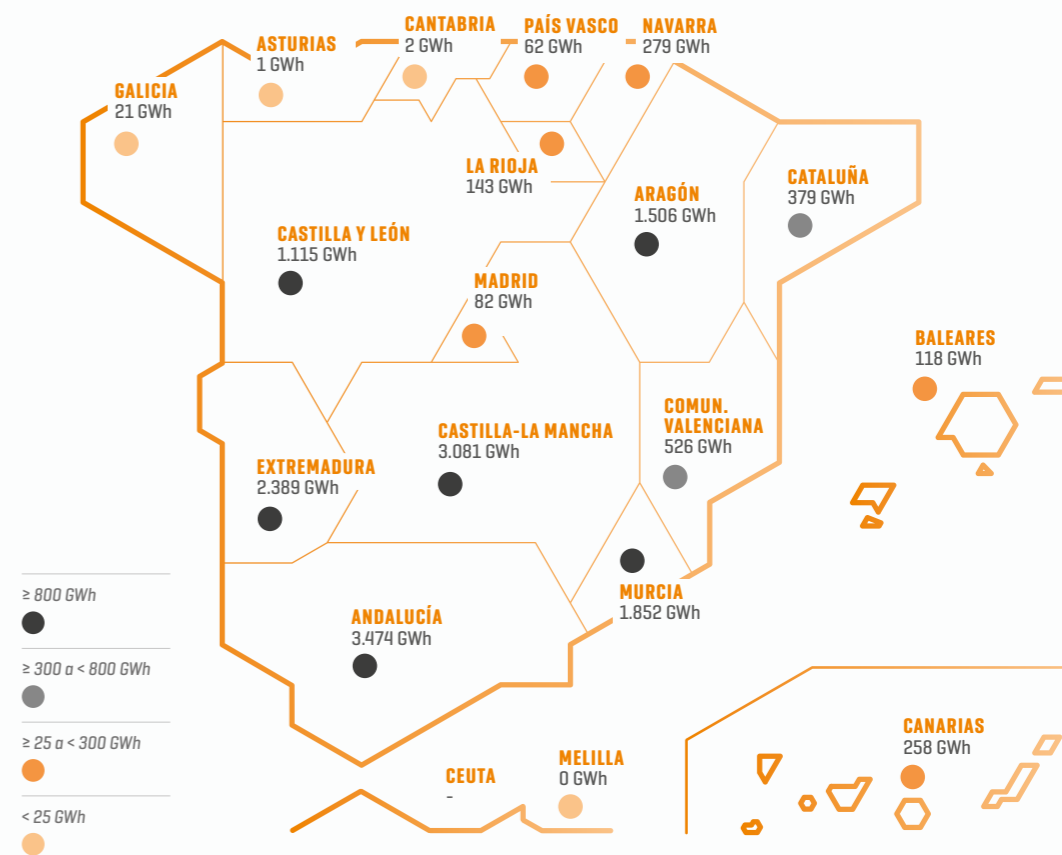 ASTURIAS
1 GWh
CANTABRIA
2 GWh
PAÍS VASCO
62 GWh
NAVARRA
279 GWh
GALICIA
21 GWh
LA RIOJA
143 GWh
ARAGÓN
1.506 GWh
CATALUÑA
379 GWh
CASTILLA Y LEÓN
1.115 GWh
MADRID
82 GWh
BALEARES
118 GWh
COMUN.
VALENCIANA
526 GWh
CASTILLA-LA MANCHA
3.081 GWh
EXTREMADURA
2.389 GWh
MURCIA
1.852 GWh
ANDALUCÍA
3.474 GWh
CANARIAS
258 GWh
CEUTA
-
MELILLA
0 GWh
≥ 800 GWh
≥ 300 a < 800 GWh
≥ 25 a < 300 GWh
< 25 GWh